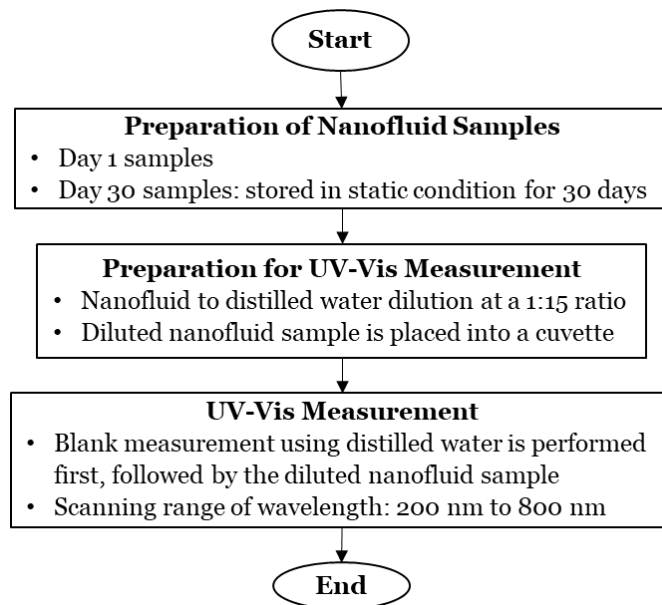 Start
Preparation of Nanofluid Samples
• Day 1 samples
• Day 30 samples: stored in static condition for 30 days
Preparation for UV-Vis Measurement
• Nanofluid to distilled water dilution at a 1:15 ratio
• Diluted nanofluid sample is placed into a cuvette
UV-Vis Measurement
• Blank measurement using distilled water is performed
first, followed by the diluted nanofluid sample
• Scanning range of wavelength: 200 nm to 800 nm
End